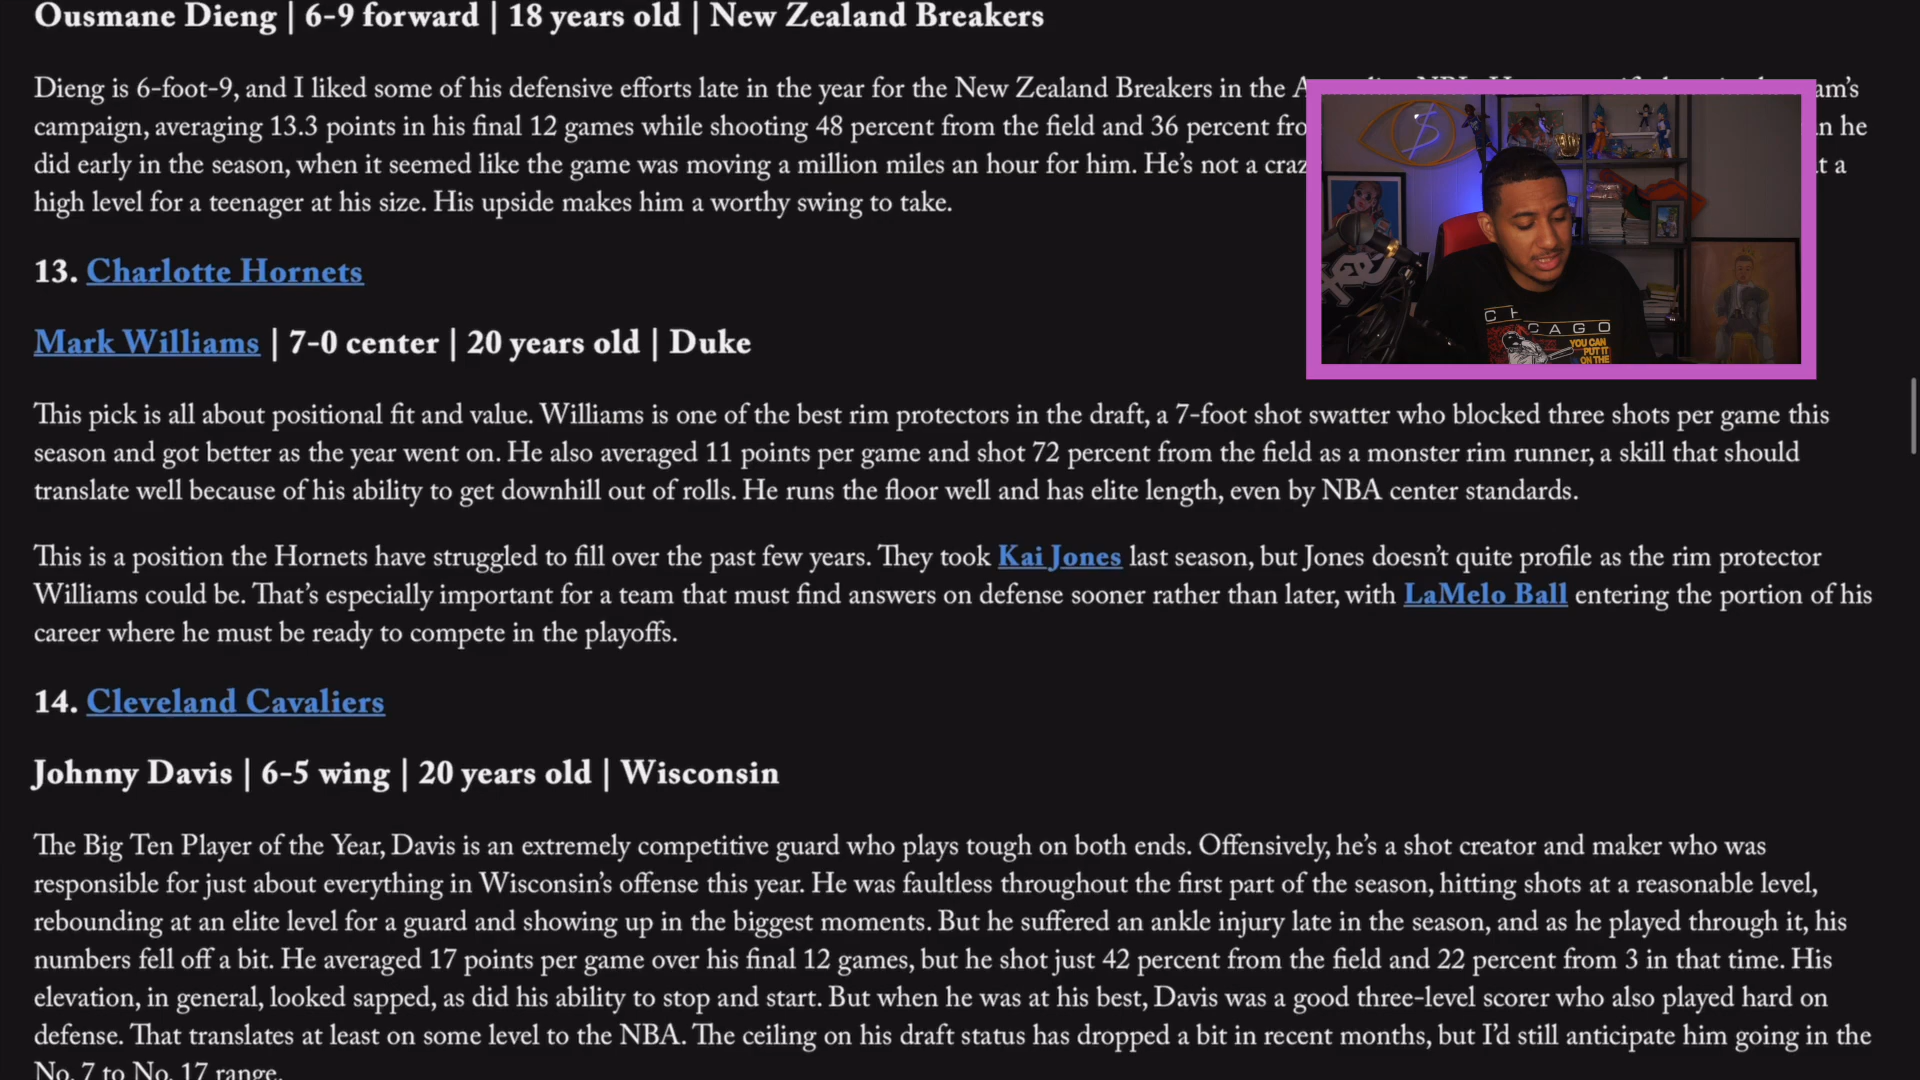 Ousmane Dieng | 6-9 forward | 18 years old | New Zealand Breakers
Dieng is 6-foot-9, and I liked some of his defensive efforts late in the year for the New Zealand Breakers in the
campaign, averaging 13.3 points in his final 12 games while shooting 48 percent from the field and 36 percent he
did early in the season, when it seemed like the game was moving a million miles an hour for him. He's not a a
high level for a teenager at his size. His upside makes him a worthy swing to take.
13. Charlotte Hornets
CHICAGO
YOU CAN
PUT IT
ON THE
Mark Williams | 7-0 center | 20 years old | Duke
This pick is all about positional fit and value. Williams is one of the best rim protectors in the draft, a 7-foot shot swatter who blocked three shots per game this
season and got better as the year went on. He also averaged 11 points per game and shot 72 percent from the field as a monster rim runner, a skill that should
translate well because of his ability to get downhill out of rolls. He runs the floor well and has elite length, even by NBA center standards.
This is a position the Hornets have struggled to fill over the past few years. They took Kai Jones last season, but Jones doesn't quite profile as the rim protector
Williams could be. That's especially important for a team that must find answers on defense sooner rather than later, with LaMelo Ball entering the portion of his
career where he must be ready to compete in the playoffs.
14. Cleveland Cavaliers
Johnny Davis | 6-5 wing | 20 years old | Wisconsin
The Big Ten Player of the Year, Davis is an extremely competitive guard who plays tough on both ends. Offensively, he's a shot creator and maker who was
responsible for just about everything in Wisconsin's offense this year. He was faultless throughout the first part of the season, hitting shots at a reasonable level,
rebounding at an elite level for a guard and showing up in the biggest moments. But he suffered an ankle injury late in the season, and as he played through it, his
numbers fell off a bit. He averaged 17 points per game over his final 12 games, but he shot just 42 percent from the field and 22 percent from 3 in that time. His
elevation, in general, looked sapped, as did his ability to stop and start. But when he was at his best, Davis was a good three-level scorer who also played hard on
defense. That translates at least on some level to the NBA. The ceiling on his draft status has dropped a bit in recent months, but I'd still anticipate him going in the
No. 7 to No. 17 range.